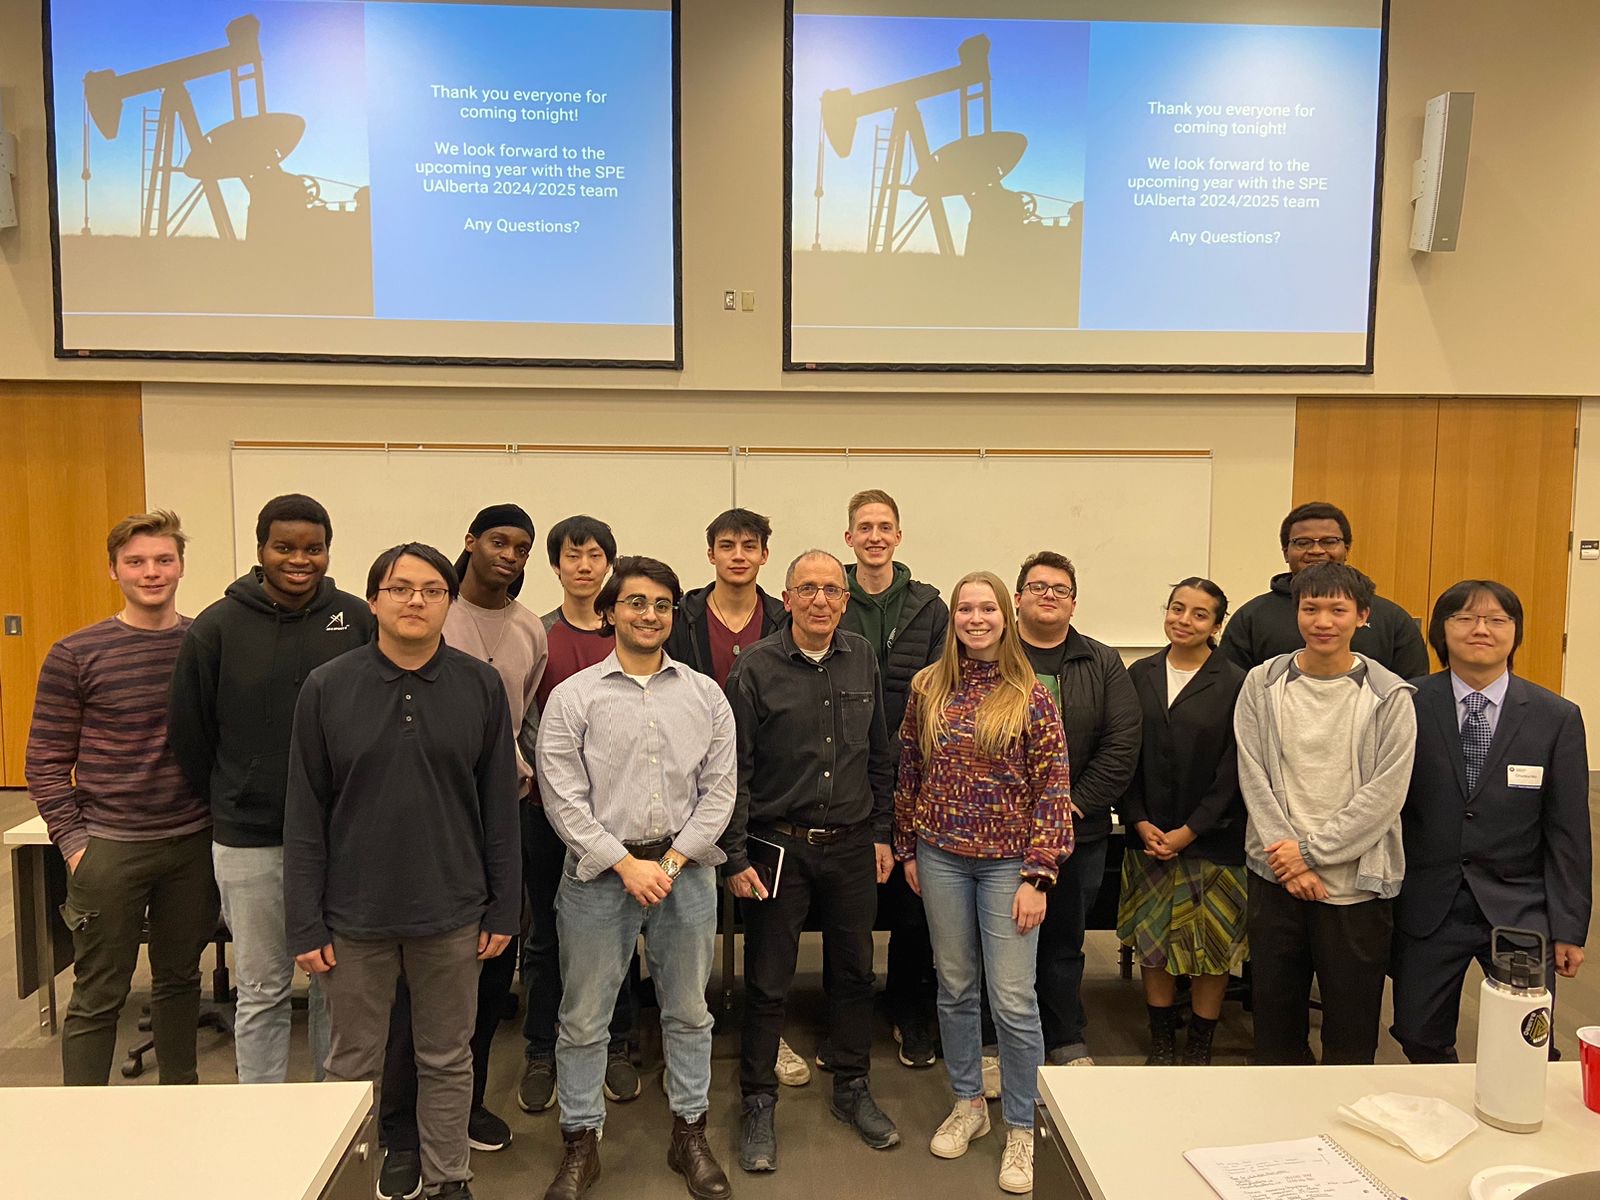 Thank you everyone for
coming tonight!
We look forward to the
upcoming year with the SPE
UAlberta 2024/2025 team
Any Questions?
Thank you everyone for
coming tonight!
We look forward to the
upcoming year with the SPE
UAlberta 2024/2025 team
Any Questions?